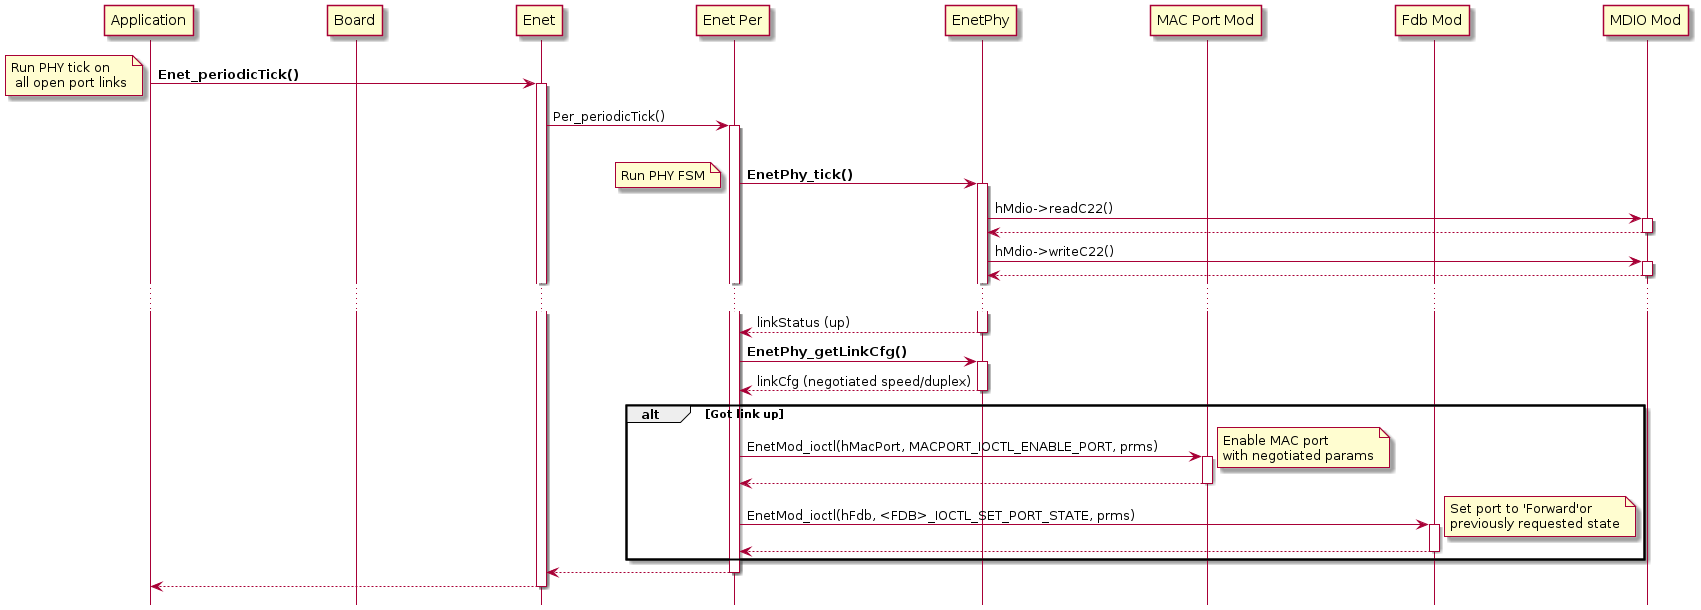 Application
Board
Enet
Enet Per
EnetPhy
MAC Port Mod
Fdb Mod
MDIO Mod
Run PHY tick on
all open port links
Enet_periodicTick()
Per_periodicTick()
Run PHY FSM
EnetPhy_tick()
hMdio->readC22()
hMdio->writeC22()
linkStatus (up)
EnetPhy_getLinkCfg()
linkCfg (negotiated speed/duplex)
alt
[Got link up]
EnetMod_ioctl(hMacPort, MACPORT_IOCTL_ENABLE_PORT, prms)
Enable MAC port
with negotiated params
EnetMod_ioctl(hFdb, <FDB>_IOCTL_SET_PORT_STATE, prms)
Set port to 'Forward'or
previously requested state